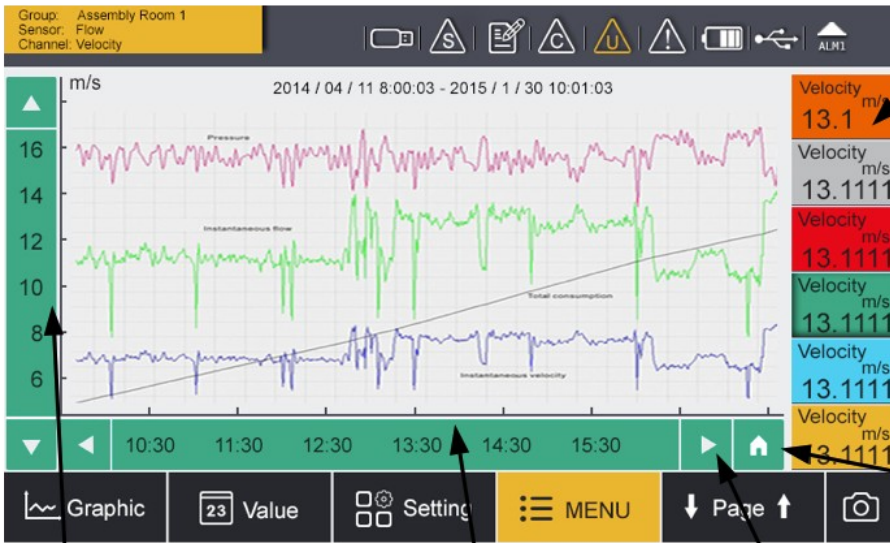 Group: Assembly Room 1
Sensor: Flow
Channel: Velocity
S
C
U
ALM1
m/s
2014 / 04 / 11 8:00:03 - 2015 / 1 / 30 10:01:03
16
14
12
10
8
6
Pressure
Instantaneous flow
Total consumption
Instantaneous velocity
10:30 11:30 12:30 13:30 14:30 15:30
Velocity
m/s
13.1
Velocity
m/s
13.1111
Velocity
m/s
13.1111
Velocity
m/s
13.1111
Velocity
m/s
13.1111
Velocity
m/s
13.1111
Graphic
23 Value
Setting
MENU
Page